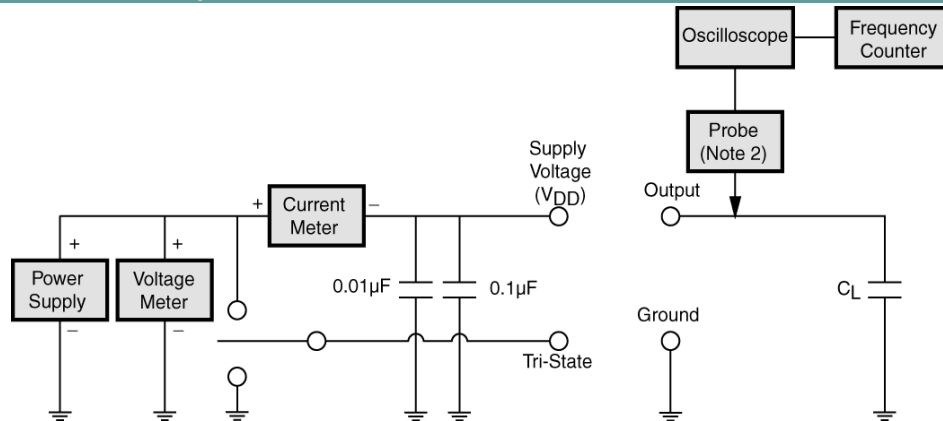 Oscilloscope
Frequency
Counter
Probe
(Note 2)
Supply
Voltage
(VDD)
Output
+
Current
Meter
–
+
+
Power
Supply
Voltage
Meter
0.01µF
0.1µF
CL
–
–
Tri-State
Ground